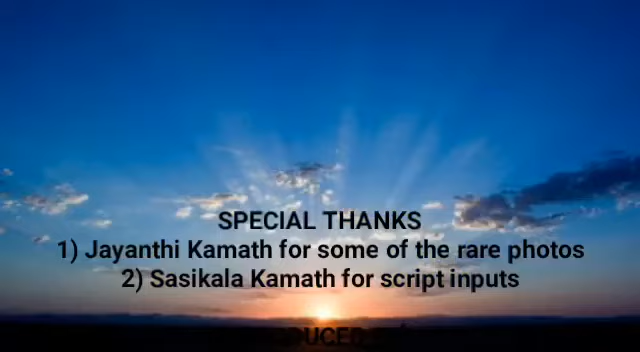 SPECIAL THANKS
1) Jayanthi Kamath for some of the rare photos
2) Sasikala Kamath for script inputs